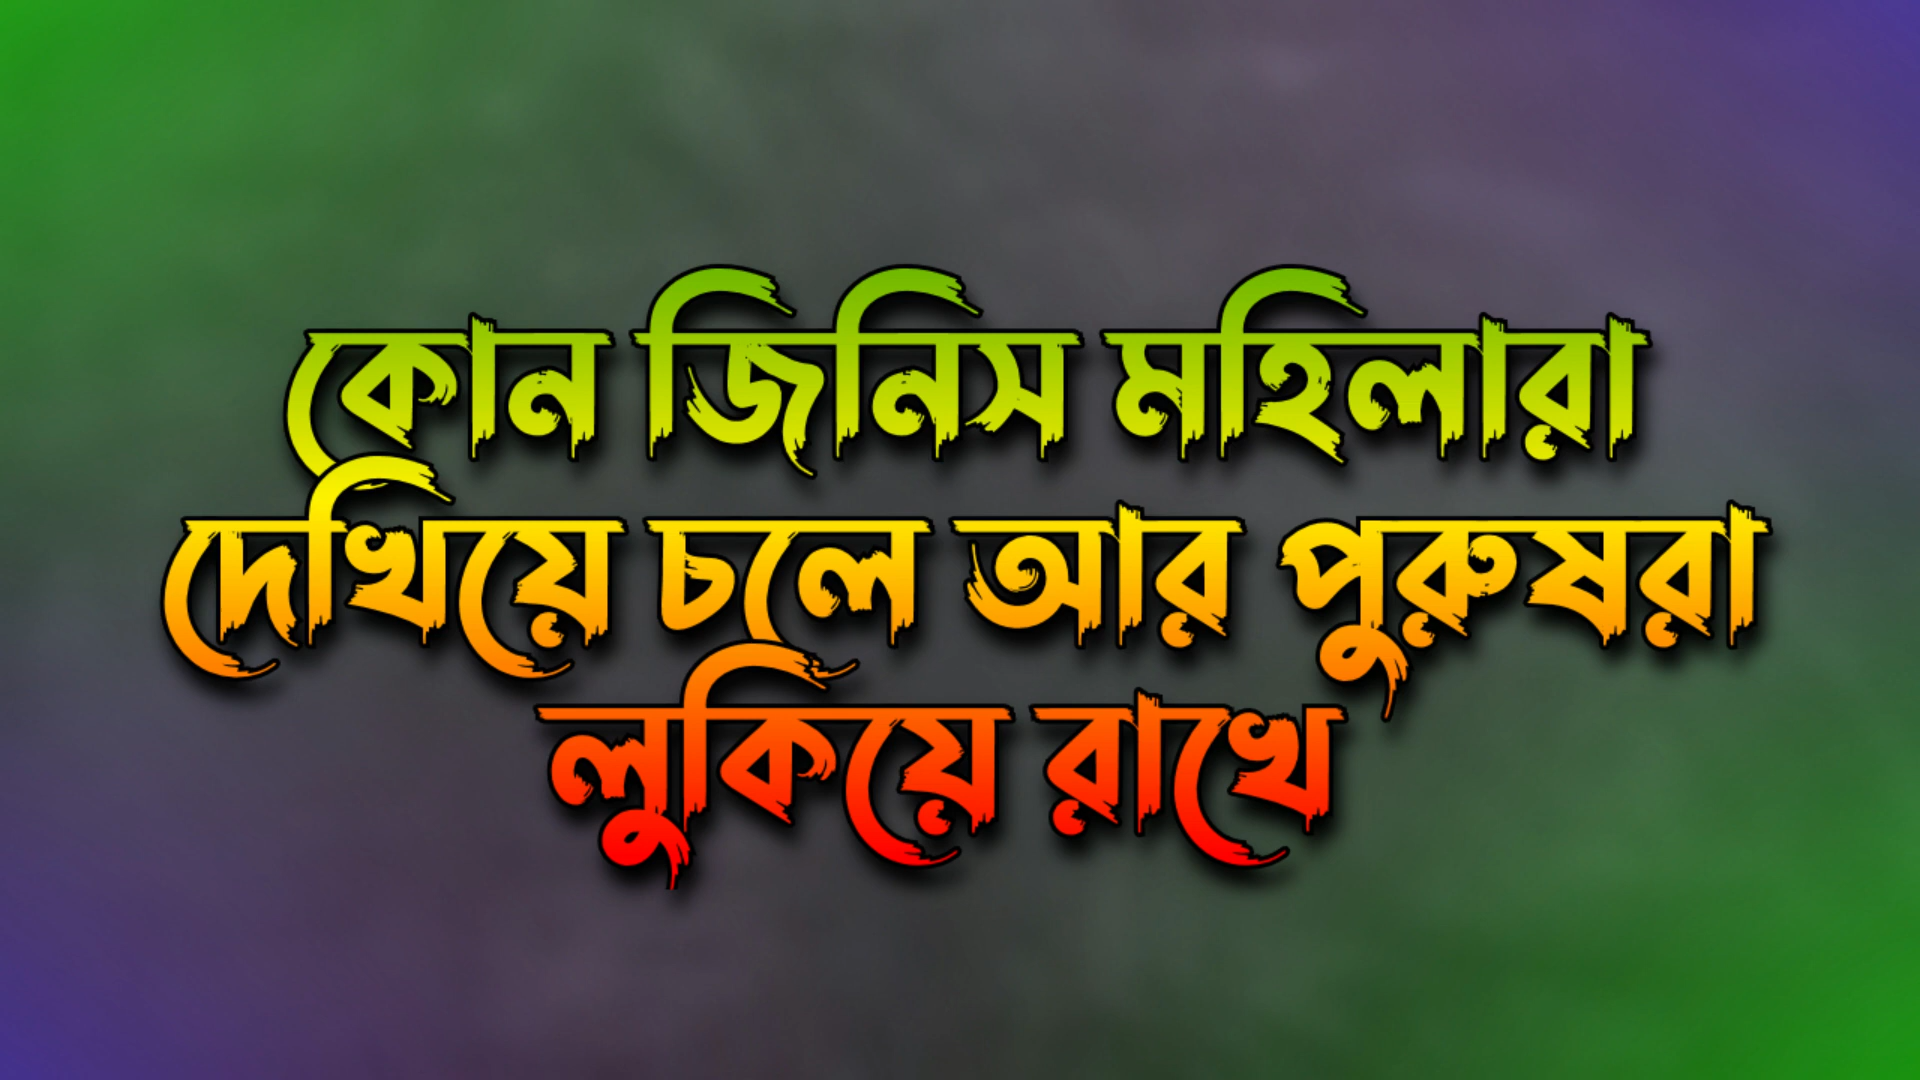 কোন জিনিস মহিলারা
দেখিয়ে চলে আর পুরুষরা
লুকিয়ে রাখে